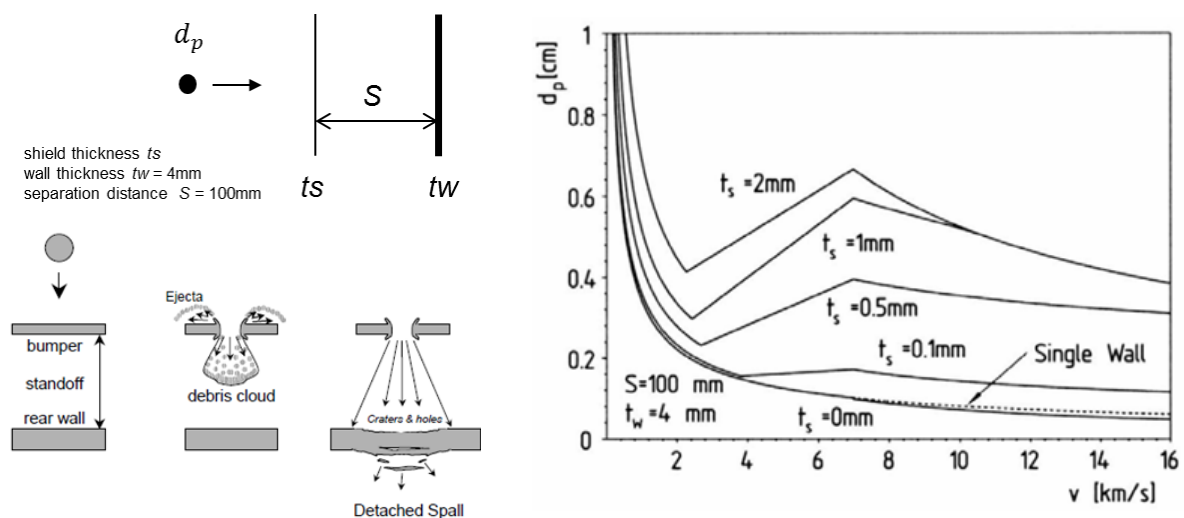 d_p
S
shield thickness ts
wall thickness tw = 4mm
separation distance S = 100mm
ts
tw
bumper
standoff
rear wall
Ejecta
debris cloud
Craters & holes
Detached Spall
d_p [cm]
1
0.8
0.6
0.4
0.2
0
t_s =2mm
t_s =1mm
t_s =0.5mm
t_s =0.1mm
Single Wall
S=100 mm
t_w=4 mm
t_s=0mm
2
4
6
8
10
12
14
16
v [km/s]